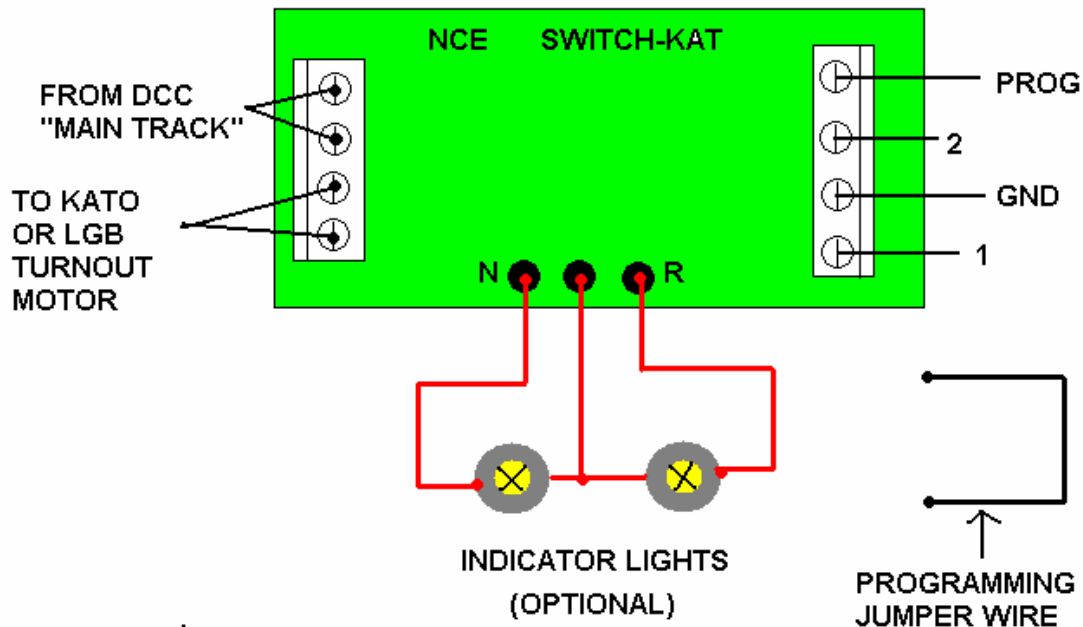 NCE SWITCH-KAT
FROM DCC
"MAIN TRACK"
TO KATO
OR LGB
TURNOUT
MOTOR
PROG
2
GND
1
N
R
INDICATOR LIGHTS
(OPTIONAL)
PROGRAMMING
JUMPER WIRE